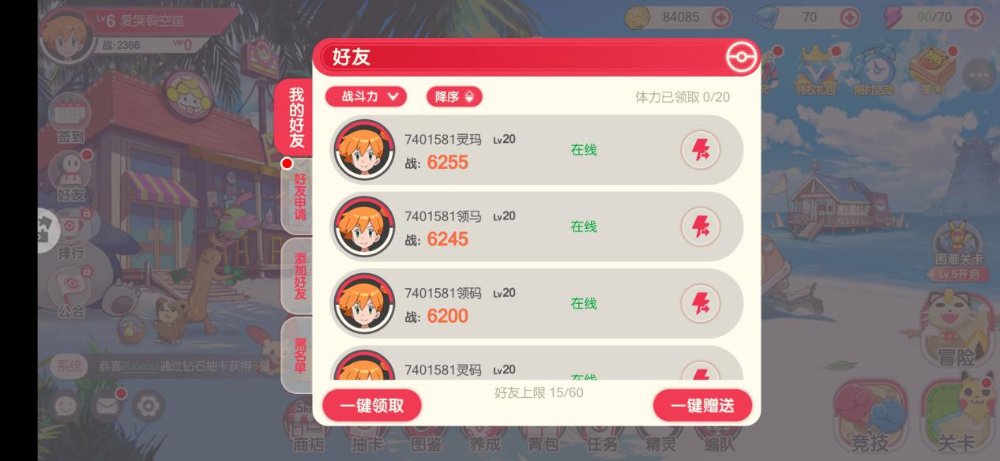 Lv6 爱哭裂空座
战:2366 VIP0
84085
70
90/70
好友
战斗力
降序
体力已领取 0/20
我的好友
好友申请
添加好友
黑名单
7401581灵玛 Lv20
战: 6255
在线
7401581领马 Lv20
战: 6245
在线
7401581领码 Lv20
战: 6200
在线
7401581灵码 Lv20
在线
好友上限 15/60
一键领取
一键赠送
签到
好友
排行
公会
系统
恭喜Phoenix通过钻石抽卡获得3星
特权礼包
限时活动
福利
困难关卡
Lv.5开启
冒险
竞技
关卡
商店
抽卡
图鉴
养成
背包
任务
精灵
编队